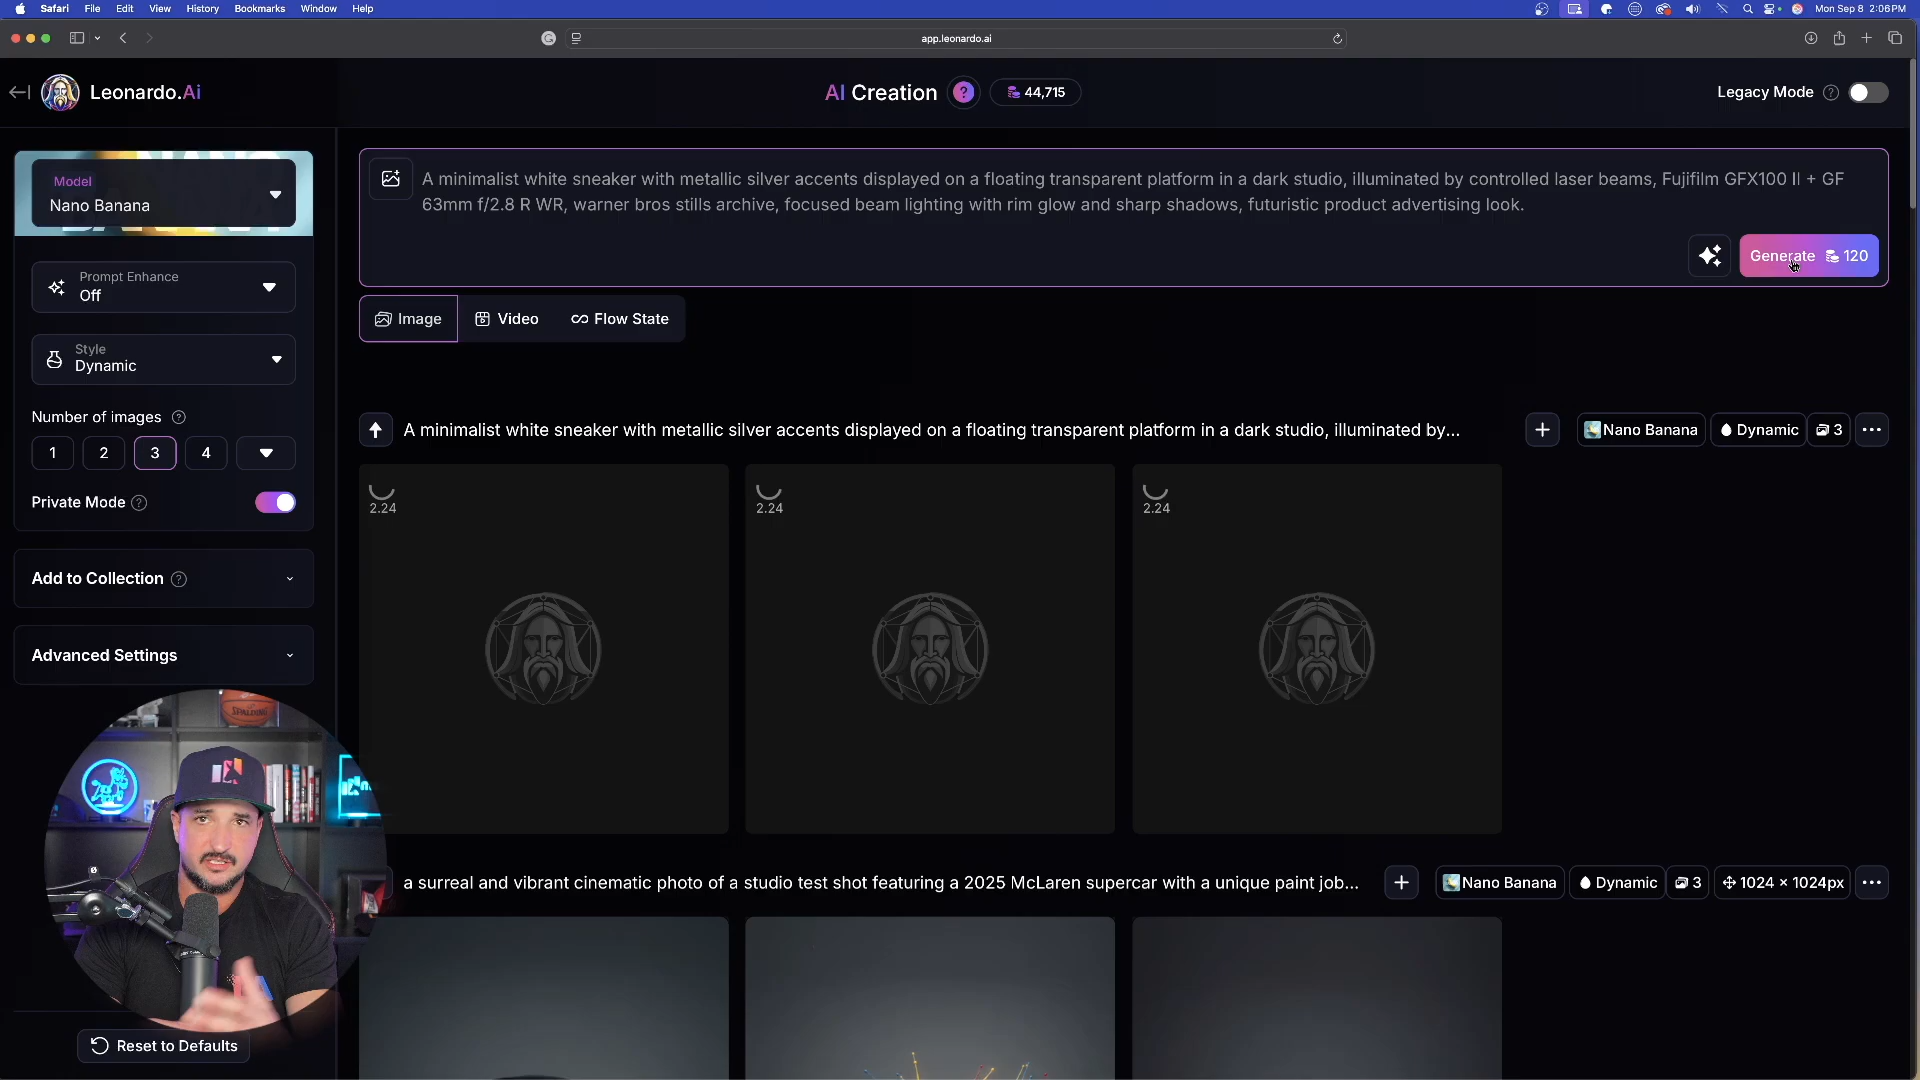 Safari File Edit View History Bookmarks Window Help
Mon Sep 8 2:06 PM
app.leonardo.ai
Leonardo.Ai
AI Creation ? 44,715
Legacy Mode ?
Model
Nano Banana
A minimalist white sneaker with metallic silver accents displayed on a floating transparent platform in a dark studio, illuminated by controlled laser beams, Fujifilm GFX100 II + GF
63mm f/2.8 R WR, warner bros stills archive, focused beam lighting with rim glow and sharp shadows, futuristic product advertising look.
Generate 120
Prompt Enhance
Off
Image Video Flow State
Style
Dynamic
Number of images ?
1 2 3 4
Private Mode ?
Add to Collection ?
Advanced Settings
A minimalist white sneaker with metallic silver accents displayed on a floating transparent platform in a dark studio, illuminated by...
Nano Banana Dynamic 3
2.24 2.24 2.24
SPALDING
a surreal and vibrant cinematic photo of a studio test shot featuring a 2025 McLaren supercar with a unique paint job...
Nano Banana Dynamic 3 1024 × 1024px
Reset to Defaults